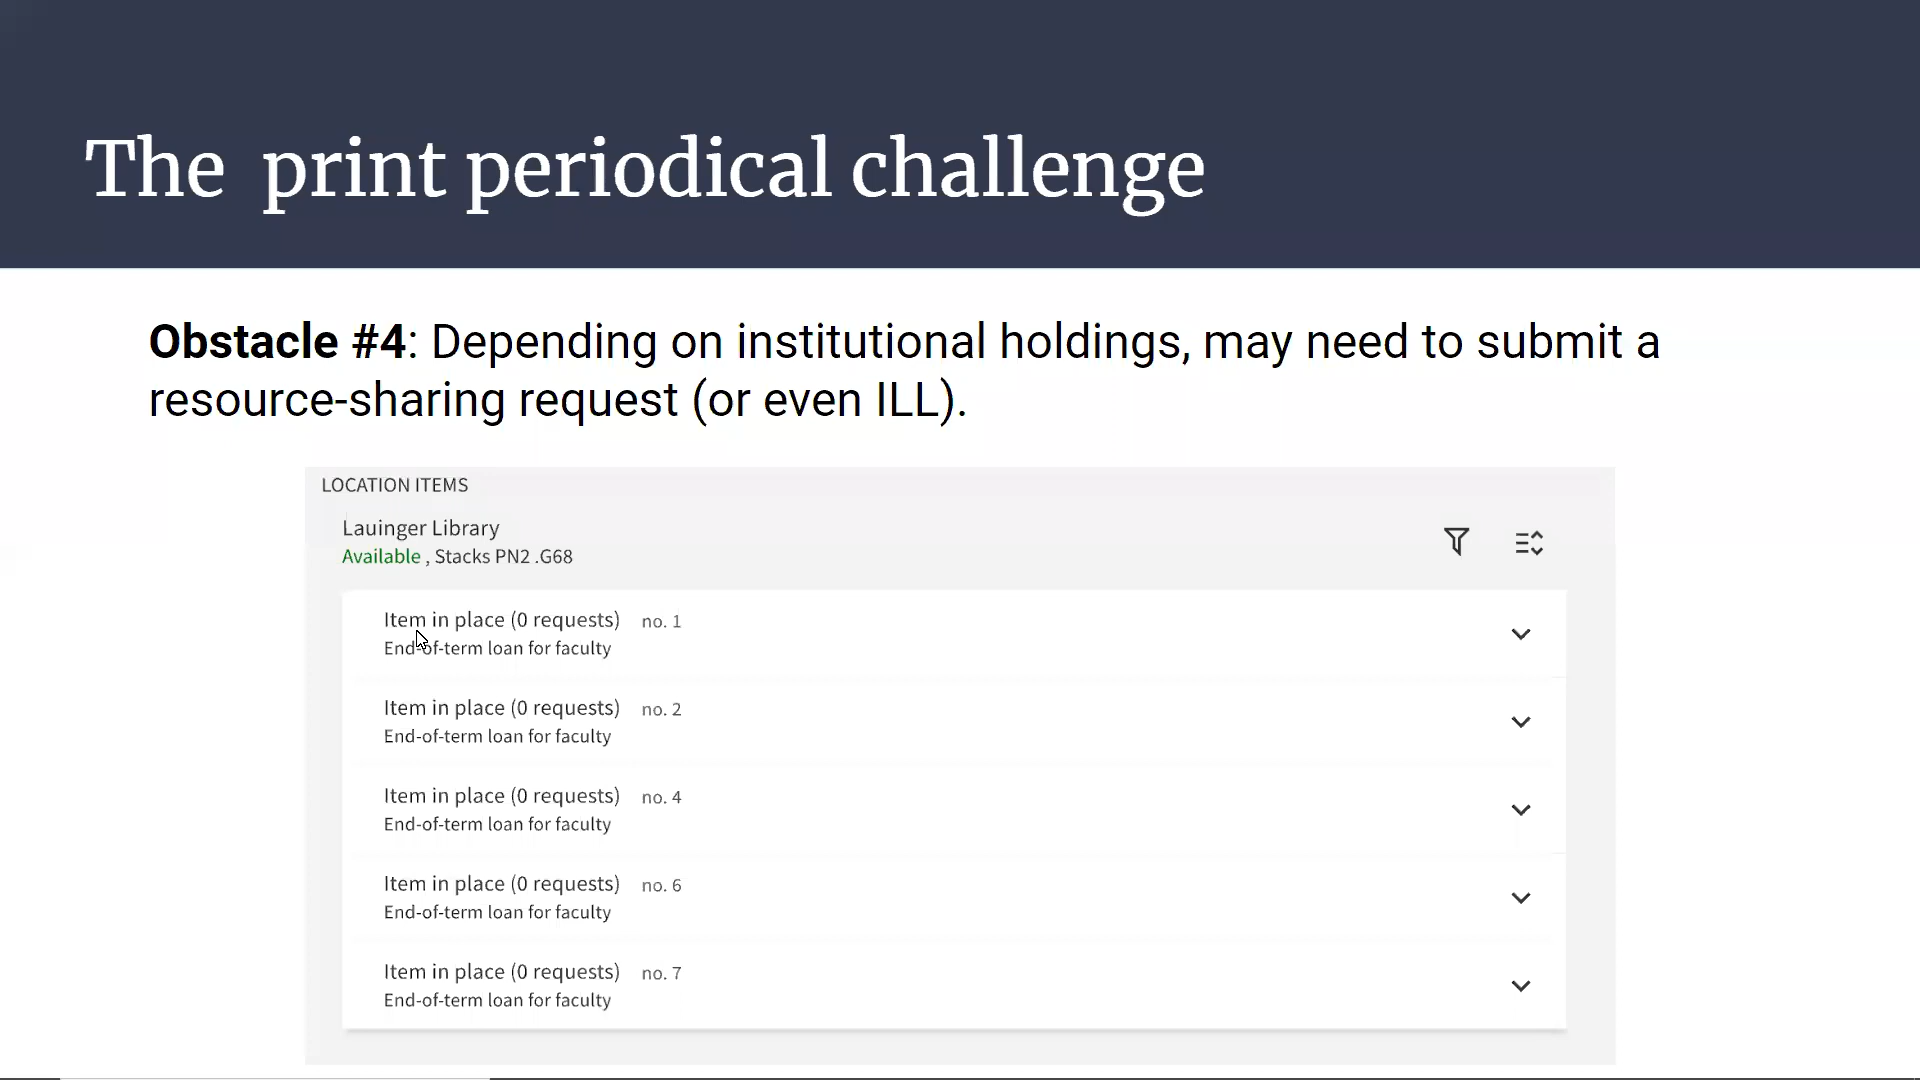 The print periodical challenge
Obstacle #4: Depending on institutional holdings, may need to submit a
resource-sharing request (or even ILL).
LOCATION ITEMS
Lauinger Library
Available , Stacks PN2 .G68
Item in place (0 requests) no. 1
End-of-term loan for faculty
Item in place (0 requests) no. 2
End-of-term loan for faculty
Item in place (0 requests) no. 4
End-of-term loan for faculty
Item in place (0 requests) no. 6
End-of-term loan for faculty
Item in place (0 requests) no. 7
End-of-term loan for faculty